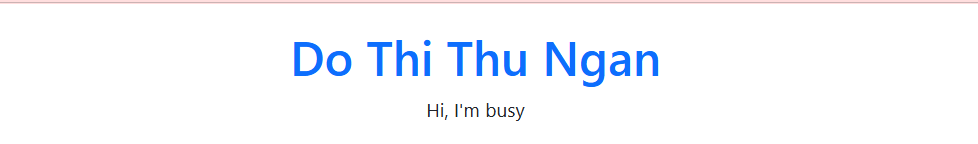 Do Thi Thu Ngan
Hi, I'm busy